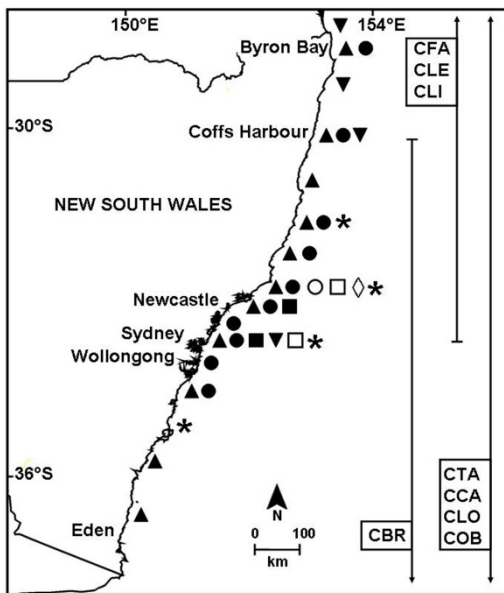 150°E
154°E
Byron Bay
CFA
CLE
CLI
30°S
Coffs Harbour
NEW SOUTH WALES
Newcastle
Sydney
Wollongong
36°S
Eden
N
0 100
km
CBR
CTA
CCA
CLO
COB